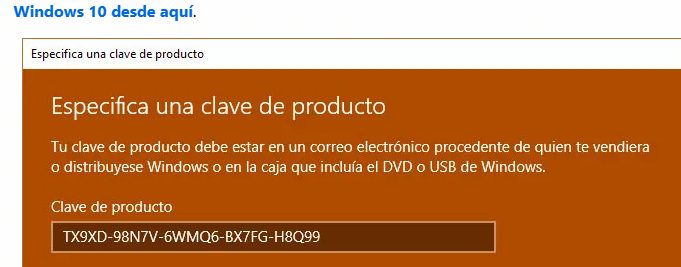 Windows 10 desde aquí.
Especifica una clave de producto
Especifica una clave de producto
Tu clave de producto debe estar en un correo electrónico procedente de quien te vendiera
o distribuyese Windows o en la caja que incluía el DVD o USB de Windows.
Clave de producto
TX9XD-98N7V-6WMQ6-BX7FG-H8Q99